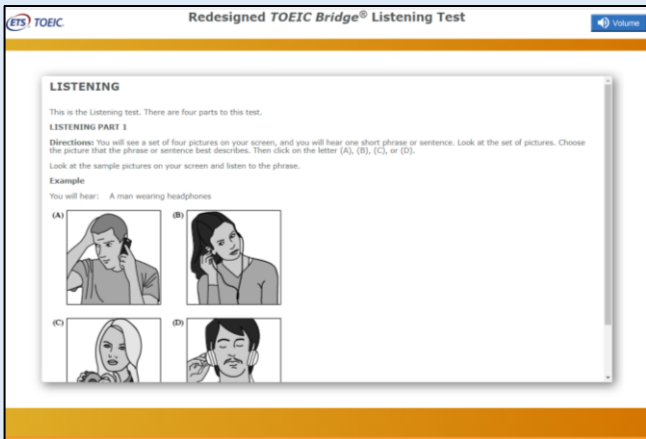 ETS TOEIC. Redesigned TOEIC Bridge® Listening Test Volume
LISTENING
This is the Listening test. There are four parts to this test.
LISTENING PART 1
Directions: You will see a set of four pictures on your screen, and you will hear one short phrase or sentence. Look at the set of pictures. Choose
the picture that the phrase or sentence best describes. Then click on the letter (A), (B), (C), or (D).
Look at the sample pictures on your screen and listen to the phrase.
Example
You will hear: A man wearing headphones
(A) (B)
(C) (D)